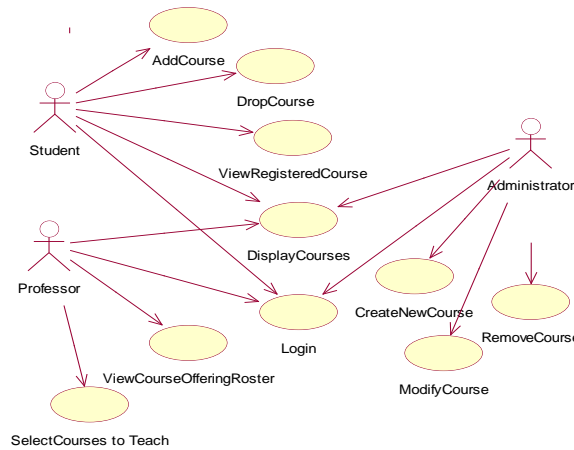 AddCourse
DropCourse
Student
ViewRegisteredCourse
Administrator
DisplayCourses
Professor
CreateNewCourse
RemoveCourse
Login
ViewCourseOfferingRoster
ModifyCourse
SelectCourses to Teach